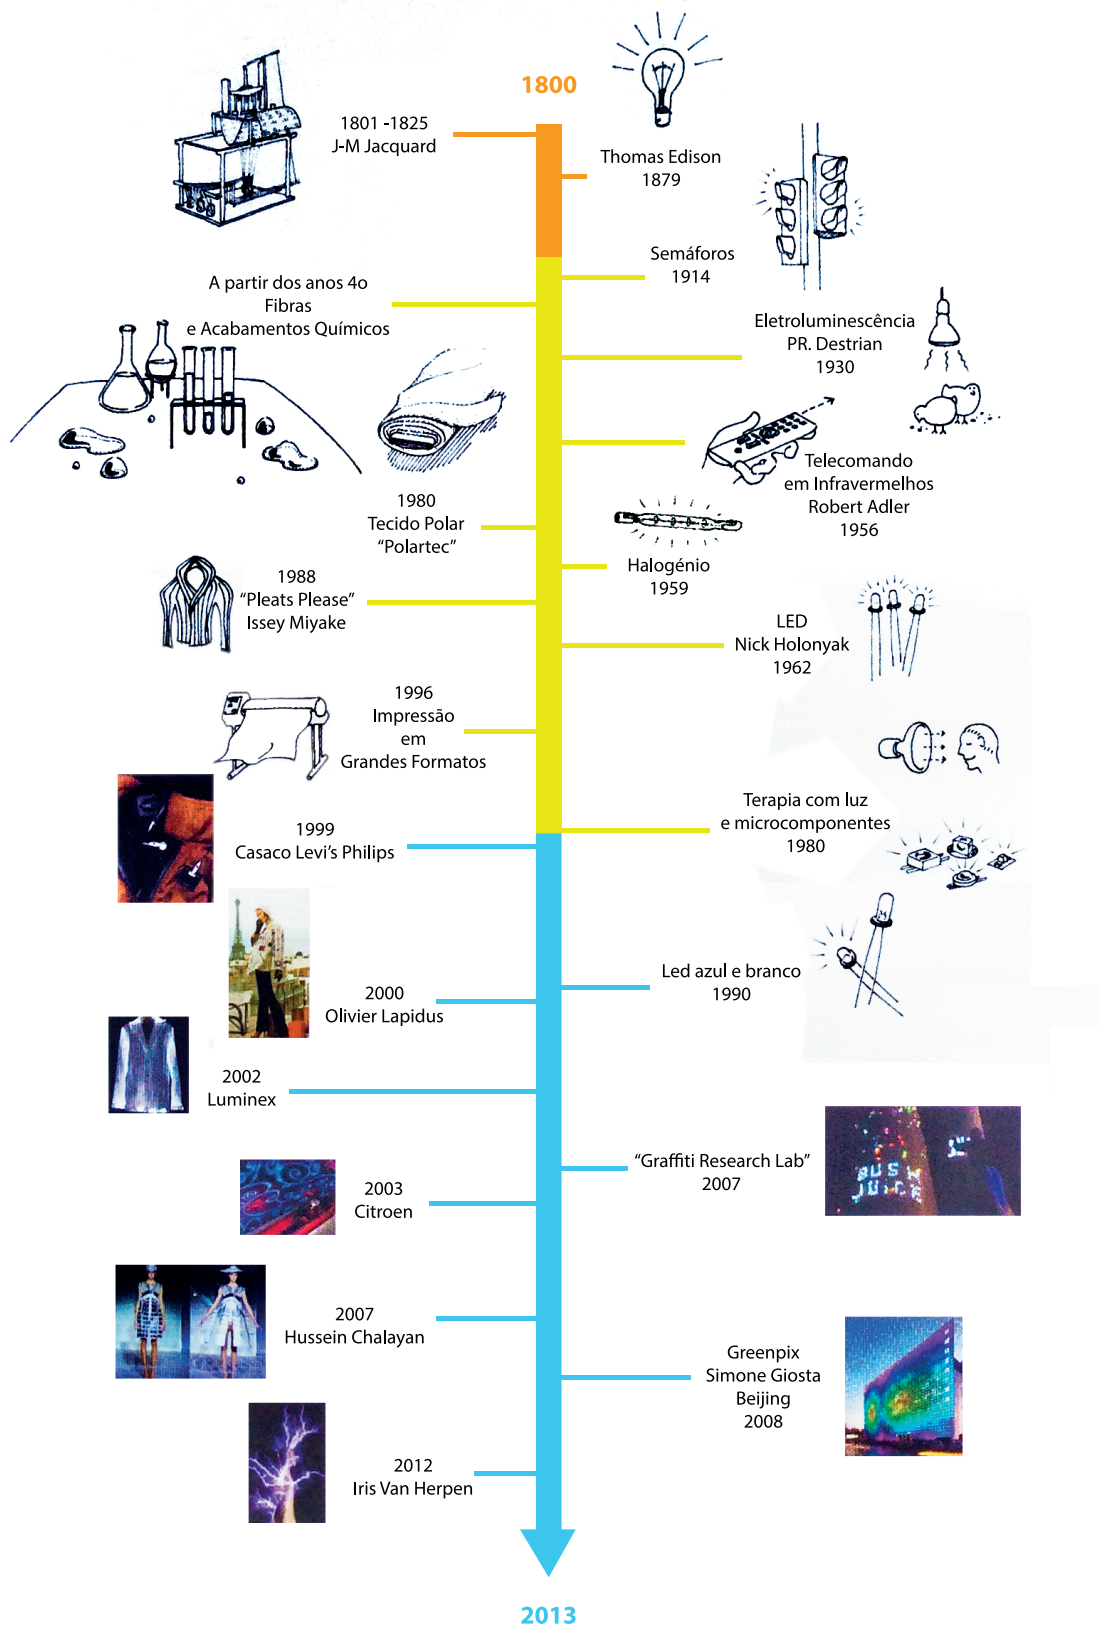 1800
1801 -1825
J-M Jacquard
Thomas Edison
1879
Semáforos
1914
A partir dos anos 4o
Fibras
e Acabamentos Químicos
Eletroluminescência
PR. Destrian
1930
Telecomando
em Infravermelhos
Robert Adler
1956
1980
Tecido Polar
“Polartec”
Halogénio
1959
1988
“Pleats Please”
Issey Miyake
LED
Nick Holonyak
1962
1996
Impressão
em
Grandes Formatos
Terapia com luz
e microcomponentes
1980
1999
Casaco Levi’s Philips
Led azul e branco
1990
2000
Olivier Lapidus
2002
Luminex
“Graffiti Research Lab”
2007
BUSH
JUICE
2003
Citroen
2007
Hussein Chalayan
Greenpix
Simone Giosta
Beijing
2008
2012
Iris Van Herpen
2013